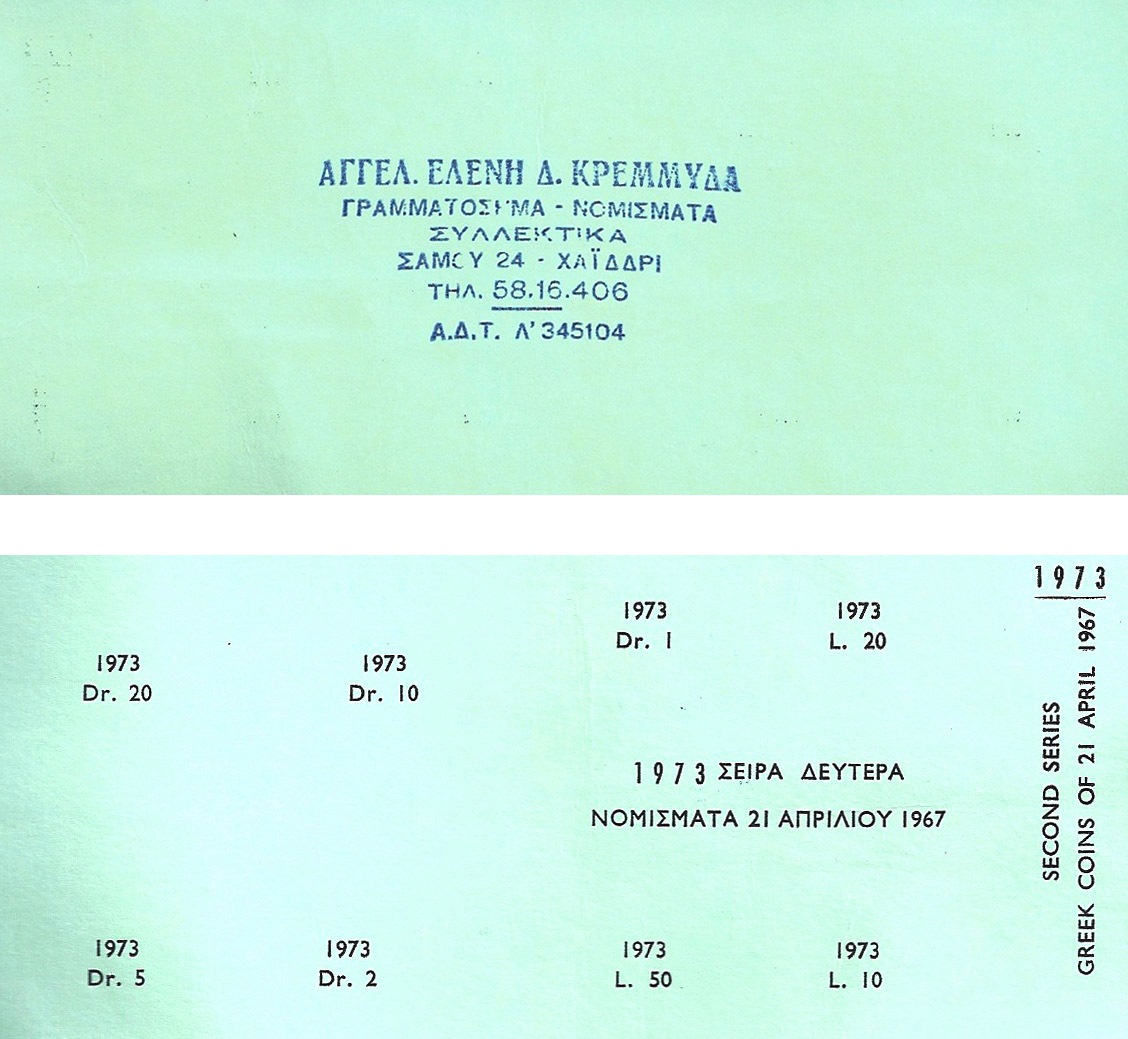 ΑΓΓΕΛ. ΕΛΕΝΗ Δ. ΚΡΕΜΜΥΔΑ
ΓΡΑΜΜΑΤΟΣΗΜΑ - ΝΟΜΙΣΜΑΤΑ
ΣΥΛΛΕΚΤΙΚΑ
ΣΑΜΟΥ 24 - ΧΑΪΔΑΡΙ
ΤΗΛ. 58.16.406
Α.Δ.Τ. Λ' 345104
1973
Dr. 20
1973
Dr. 10
1973
Dr. 1
1973
L. 20
1973 ΣΕΙΡΑ ΔΕΥΤΕΡΑ
ΝΟΜΙΣΜΑΤΑ 21 ΑΠΡΙΛΙΟΥ 1967
1973
Dr. 5
1973
Dr. 2
1973
L. 50
1973
L. 10
1973
SECOND SERIES
GREEK COINS OF 21 APRIL 1967